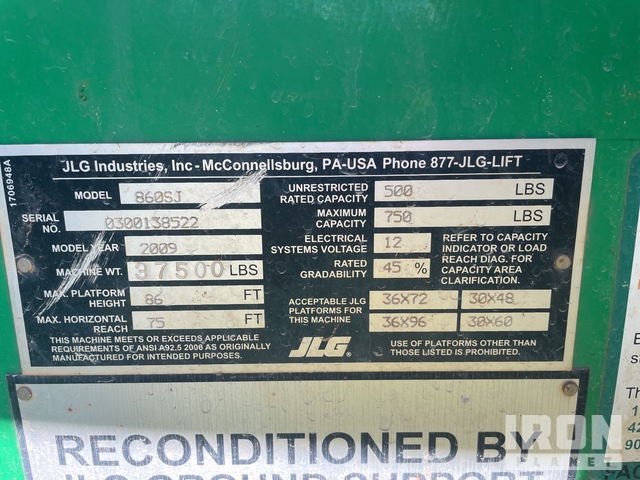 JLG Industries, Inc - McConnellsburg, PA-USA Phone 877-JLG-LIFT
1706948A
MODEL 860SJ
SERIAL NO. 0300138522
MODEL YEAR 2009
MACHINE WT. 37500 LBS
MAX. PLATFORM HEIGHT 86 FT
MAX. HORIZONTAL REACH 75 FT
THIS MACHINE MEETS OR EXCEEDS APPLICABLE
REQUIREMENTS OF ANSI A92.5 2006 AS ORIGINALLY
MANUFACTURED FOR INTENDED PURPOSES.
UNRESTRICTED
RATED CAPACITY 500 LBS
MAXIMUM
CAPACITY 750 LBS
ELECTRICAL
SYSTEMS VOLTAGE 12
RATED
GRADABILITY 45 %
REFER TO CAPACITY
INDICATOR OR LOAD
REACH DIAG. FOR
CAPACITY AREA
CLARIFICATION.
ACCEPTABLE JLG
PLATFORMS FOR
THIS MACHINE
36X72 30X48
36X96 30X60
JLG
USE OF PLATFORMS OTHER THAN
THOSE LISTED IS PROHIBITED.
RECONDITIONED BY
JLG GROUND SUPPORT
IRON
PLANET